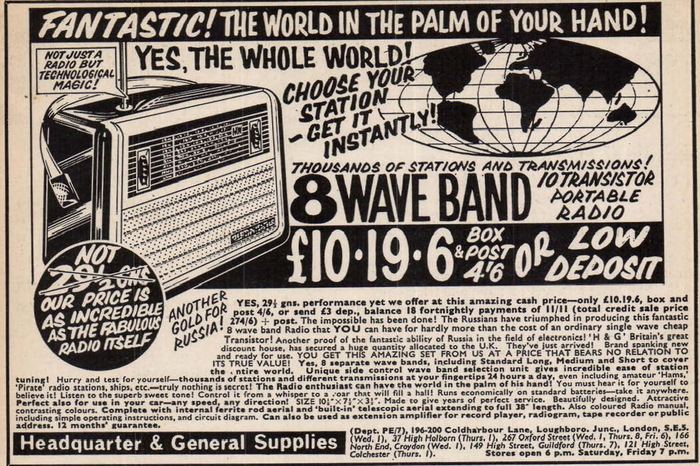 FANTASTIC! THE WORLD IN THE PALM OF YOUR HAND!
NOT JUST A
RADIO BUT
TECHNOLOGICAL
MAGIC!
YES, THE WHOLE WORLD!
CHOOSE YOUR
STATION
- GET IT
INSTANTLY!
THOUSANDS OF STATIONS AND TRANSMISSIONS!
8 WAVE BAND
10 TRANSISTOR
PORTABLE
RADIO
£10·19·6
BOX
& POST
4'6
OR LOW
DEPOSIT
NOT
29½ GNS
OUR PRICE IS
AS INCREDIBLE
AS THE FABULOUS
RADIO ITSELF
ANOTHER
GOLD FOR
RUSSIA!
YES, 29½ gns. performance yet we offer at this amazing cash price—only £10.19.6, box and
post 4/6, or send £3 dep., balance 18 fortnightly payments of 11/11 (total credit sale price
274/6) + post. The impossible has been done! The Russians have triumphed in producing this fantastic
8 wave band Radio that YOU can have for hardly more than the cost of an ordinary single wave cheap
Transistor! Another proof of the fantastic ability of Russia in the field of electronics! 'H & G' Britain's great
discount house, has secured a huge quantity allocated to the U.K. They've just arrived! Brand spanking new
and ready for use. YOU GET THIS AMAZING SET FROM US AT A PRICE THAT BEARS NO RELATION TO
ITS TRUE VALUE! Yes, 8 separate wave bands, including Standard Long, Medium and Short to cover
the entire world. Unique side control wave band selection unit gives incredible ease of station
tuning! Hurry and test for yourself—thousands of stations and different transmissions at your fingertips 24 hours a day, even including amateurs, 'Hams',
'Pirate' radio stations, ships, etc.—truly nothing is secret! The Radio enthusiast can have the world in the palm of his hand! You must hear it for yourself to
believe it! Listen to the superb sweet tone! Control it from a whisper to a roar that will fill a hall! Runs economically on standard batteries—take it anywhere.
Perfect also for use in your car—any speed, any direction! SIZE 10¼" x 7½" x 3½". Made to give years of perfect service. Beautifully designed. Attractive
contrasting colours. Complete with internal ferrite rod aerial and 'built-in' telescopic aerial extending to full 38" length. Also coloured Radio manual,
including simple operating instructions, and circuit diagram. Can also be used as extension amplifier for record player, radiogram, tape recorder or public
address. 12 months' guarantee.
Headquarter & General Supplies
(Dept. PE/7), 196-200 Coldharbour Lane, Loughboro. Junc., London, S.E.5.
(Wed. 1), 37 High Holborn (Thurs. 1), 267 Oxford Street (Wed. 1, Thurs. 8, Fri. 6), 166
North End, Croydon (Wed. 1), 149 High Street, Guildford (Thurs. 7), 121 High Street,
Colchester (Thurs. 1). Stores open 6 p.m. Saturday, Friday 7 p.m.